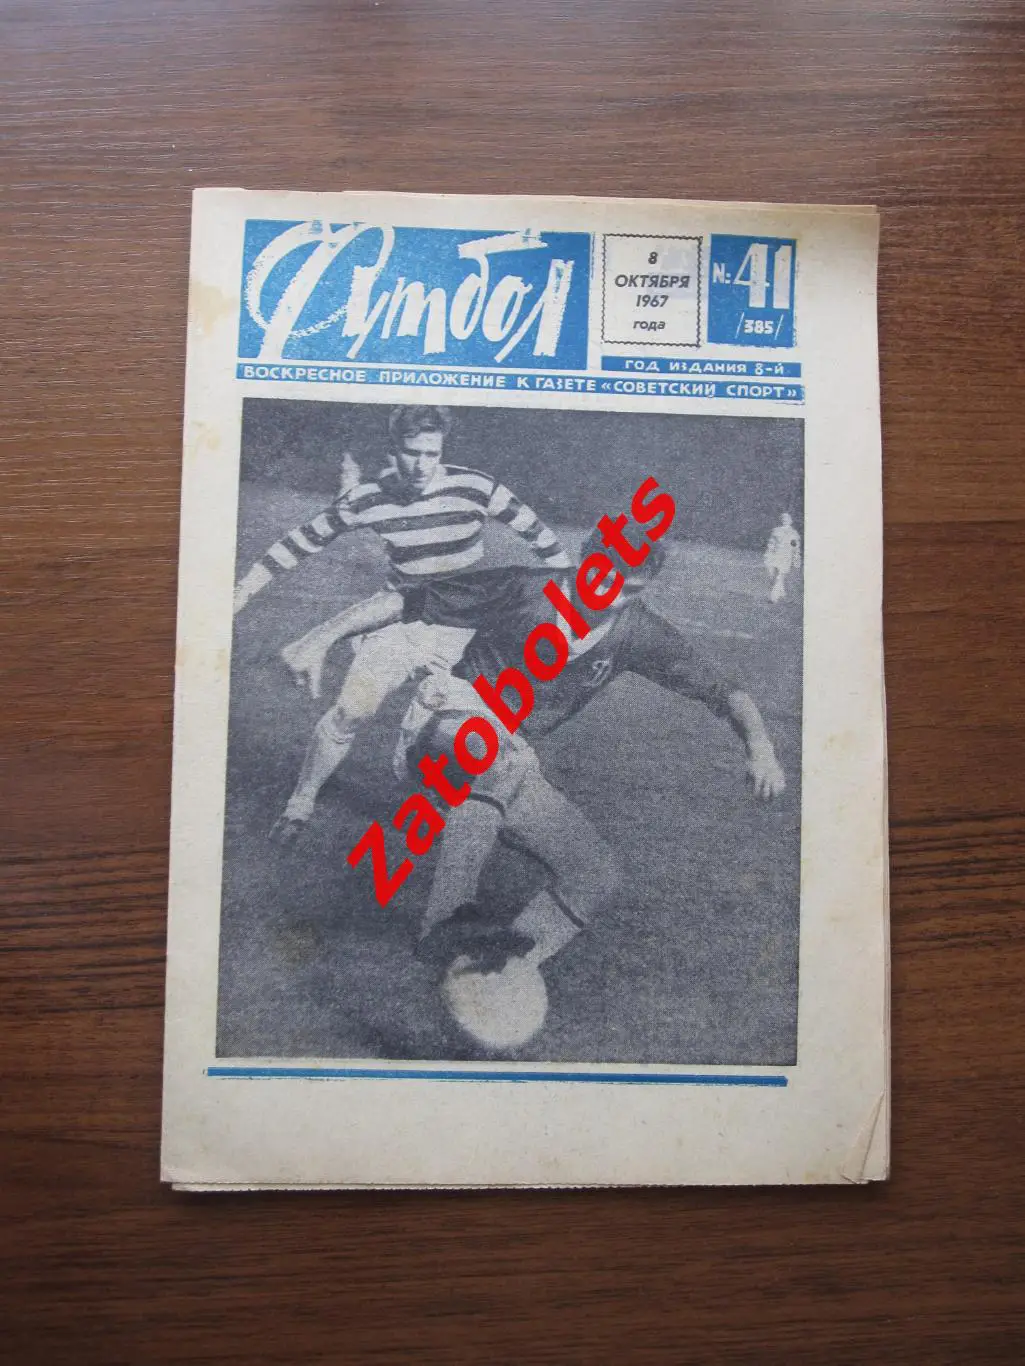 Футбол
8
ОКТЯБРЯ
1967
года
№ 41
/385/
ГОД ИЗДАНИЯ 8-й
ВОСКРЕСНОЕ ПРИЛОЖЕНИЕ К ГАЗЕТЕ «СОВЕТСКИЙ СПОРТ»
Zatobolets